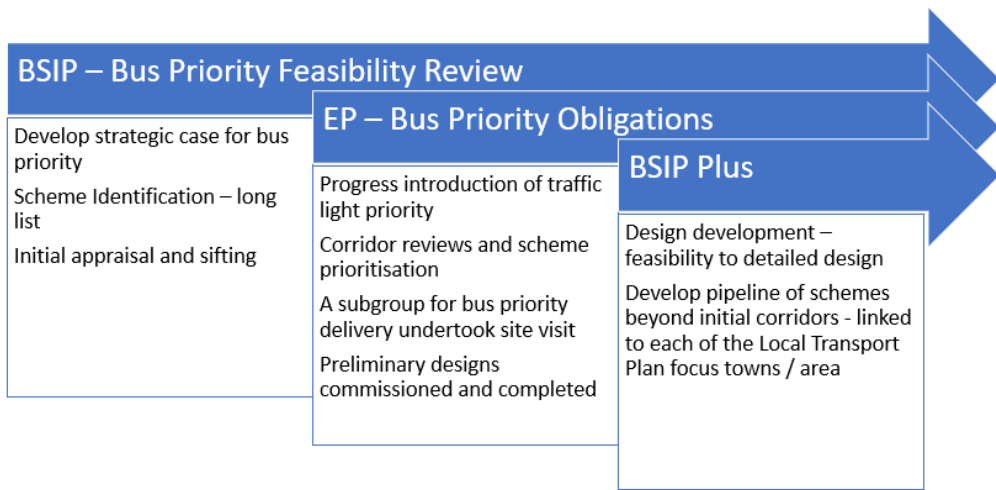 BSIP – Bus Priority Feasibility Review
Develop strategic case for bus
priority
Scheme Identification – long
list
Initial appraisal and sifting
EP – Bus Priority Obligations
Progress introduction of traffic
light priority
Corridor reviews and scheme
prioritisation
A subgroup for bus priority
delivery undertook site visit
Preliminary designs
commissioned and completed
BSIP Plus
Design development –
feasibility to detailed design
Develop pipeline of schemes
beyond initial corridors - linked
to each of the Local Transport
Plan focus towns / area